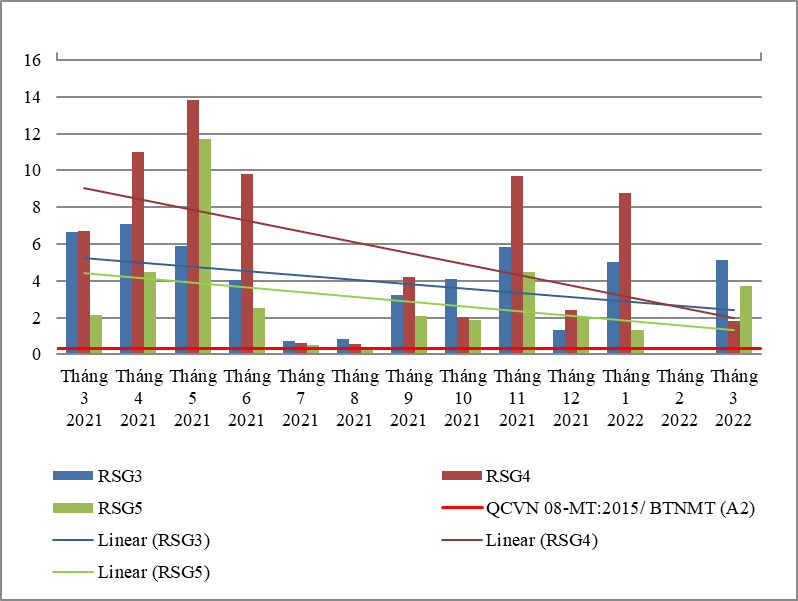 16
14
12
10
8
6
4
2
0
Tháng 3 2021
Tháng 4 2021
Tháng 5 2021
Tháng 6 2021
Tháng 7 2021
Tháng 8 2021
Tháng 9 2021
Tháng 10 2021
Tháng 11 2021
Tháng 12 2021
Tháng 1 2022
Tháng 2 2022
Tháng 3 2022
RSG3
RSG4
RSG5
QCVN 08-MT:2015/ BTNMT (A2)
Linear (RSG3)
Linear (RSG4)
Linear (RSG5)